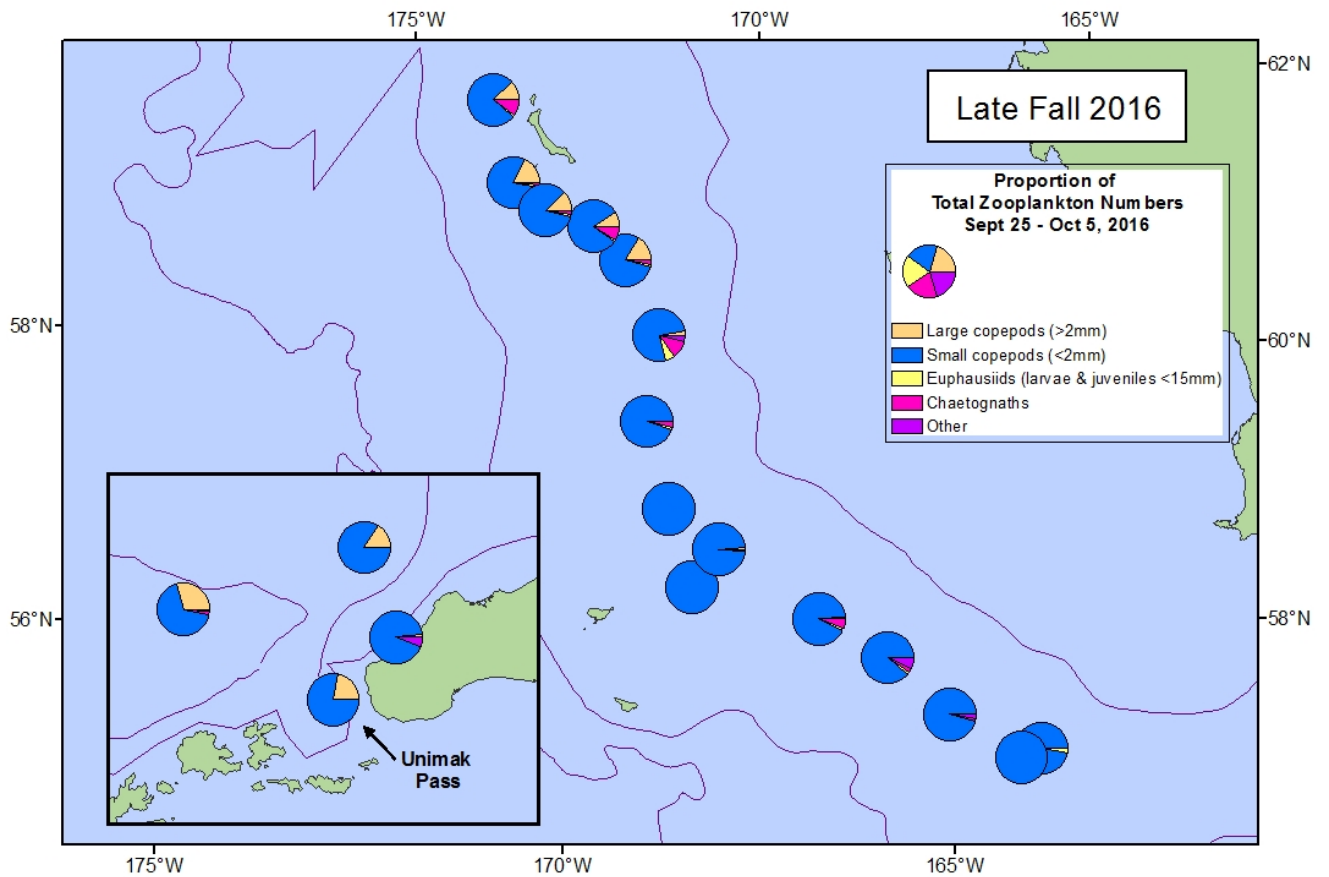 175°W 170°W 165°W
62°N
Late Fall 2016
Proportion of
Total Zooplankton Numbers
Sept 25 - Oct 5, 2016
Large copepods (>2mm)
58°N 60°N
Small copepods (<2mm)
Euphausiids (larvae & juveniles <15mm)
Chaetognaths
Other
56°N 58°N
Unimak
Pass
175°W 170°W 165°W